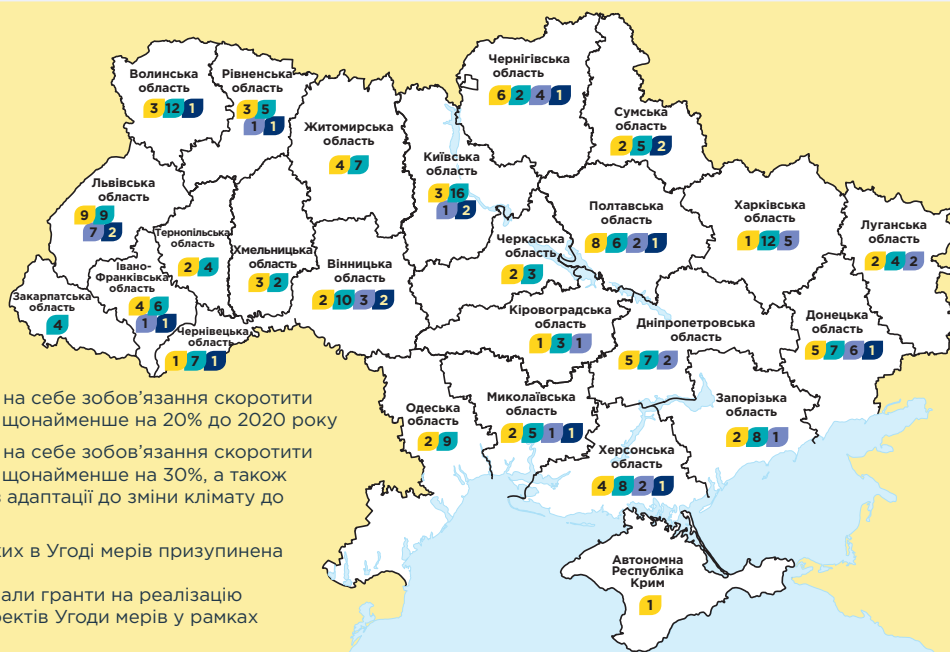 Волинська
область
3 12 1
Рівненська
область
3 5
1 1
Житомирська
область
4 7
Київська
область
3 16
1 2
Чернігівська
область
6 2 4 1
Сумська
область
2 5 2
Львівська
область
9 9
7 2
Тернопільська
область
2 4
Хмельницька
область
3 2
Вінницька
область
2 10 3 2
Черкаська
область
2 3
Полтавська
область
8 6 2 1
Харківська
область
1 12 5
Луганська
область
2 4 2
Закарпатська
область
4
Івано-
Франківська
область
4 6
1 1
Чернівецька
область
1 7 1
Кіровоградська
область
1 3 1
Дніпропетровська
область
5 7 2
Донецька
область
5 7 6 1
Одеська
область
2 9
Миколаївська
область
2 5 1 1
Херсонська
область
4 8 2 1
Запорізька
область
2 8 1
Автономна
Республіка
Крим
1
на себе зобов’язання скоротити
щонайменше на 20% до 2020 року
на себе зобов’язання скоротити
щонайменше на 30%, а також
адаптації до зміни клімату до
ких в Угоді мерів призупинена
али гранти на реалізацію
ектів Угоди мерів у рамках